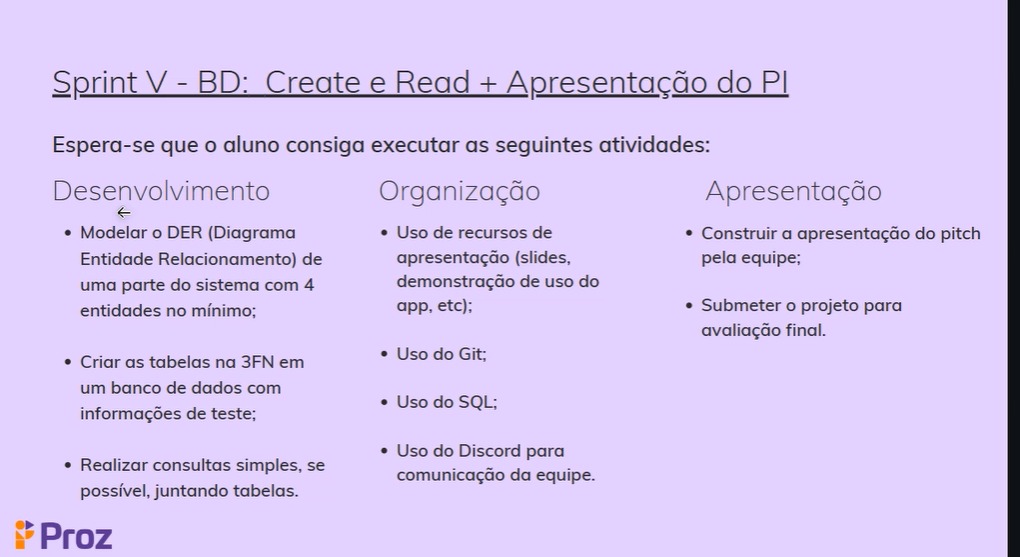 Sprint V - BD:  Create e Read + Apresentação do PI
Espera-se que o aluno consiga executar as seguintes atividades:
Desenvolvimento
• Modelar o DER (Diagrama
Entidade Relacionamento) de
uma parte do sistema com 4
entidades no mínimo;
• Criar as tabelas na 3FN em
um banco de dados com
informações de teste;
• Realizar consultas simples, se
possível, juntando tabelas.
Organização
• Uso de recursos de
apresentação (slides,
demonstração de uso do
app, etc);
• Uso do Git;
• Uso do SQL;
• Uso do Discord para
comunicação da equipe.
Apresentação
• Construir a apresentação do pitch
pela equipe;
• Submeter o projeto para
avaliação final.
Proz